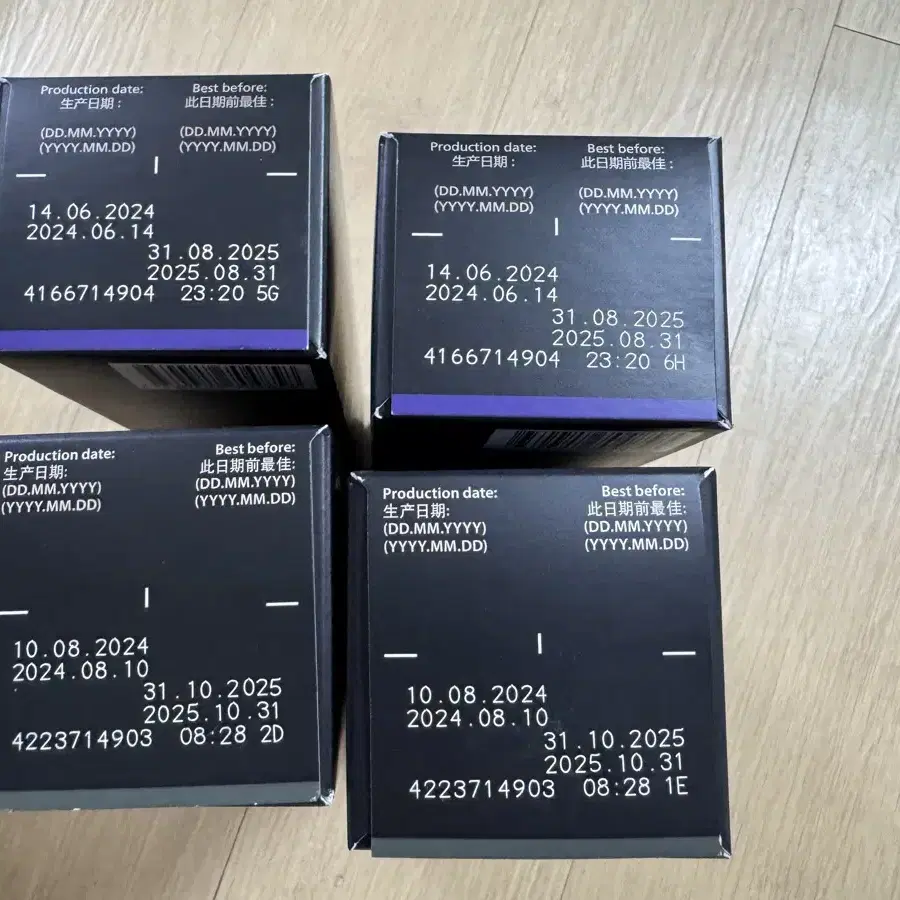 Production date: Best before:
生产日期： 此日期前最佳：
(DD.MM.YYYY) (DD.MM.YYYY)
(YYYY.MM.DD) (YYYY.MM.DD)
14.06.2024
2024.06.14
31.08.2025
2025.08.31
4166714904 23:20 5G
Production date: Best before:
生产日期： 此日期前最佳：
(DD.MM.YYYY) (DD.MM.YYYY)
(YYYY.MM.DD) (YYYY.MM.DD)
14.06.2024
2024.06.14
31.08.2025
2025.08.31
4166714904 23:20 6H
Production date: Best before:
生产日期: 此日期前最佳:
(DD.MM.YYYY) (DD.MM.YYYY)
(YYYY.MM.DD) (YYYY.MM.DD)
10.08.2024
2024.08.10
31.10.2025
2025.10.31
4223714903 08:28 2D
Production date: Best before:
生产日期: 此日期前最佳:
(DD.MM.YYYY) (DD.MM.YYYY)
(YYYY.MM.DD) (YYYY.MM.DD)
10.08.2024
2024.08.10
31.10.2025
2025.10.31
4223714903 08:28 1E